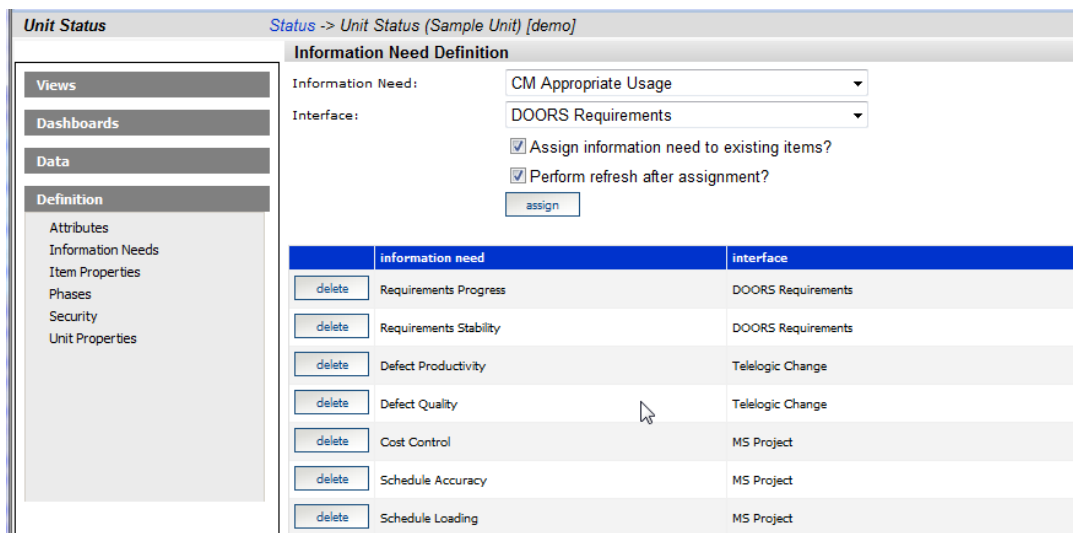 Unit Status
Status -> Unit Status (Sample Unit) [demo]
Information Need Definition
Views
Dashboards
Data
Definition
Attributes
Information Needs
Item Properties
Phases
Security
Unit Properties
Information Need: CM Appropriate Usage
Interface: DOORS Requirements
Assign information need to existing items?
Perform refresh after assignment?
assign
information need interface
delete Requirements Progress DOORS Requirements
delete Requirements Stability DOORS Requirements
delete Defect Productivity Telelogic Change
delete Defect Quality Telelogic Change
delete Cost Control MS Project
delete Schedule Accuracy MS Project
delete Schedule Loading MS Project